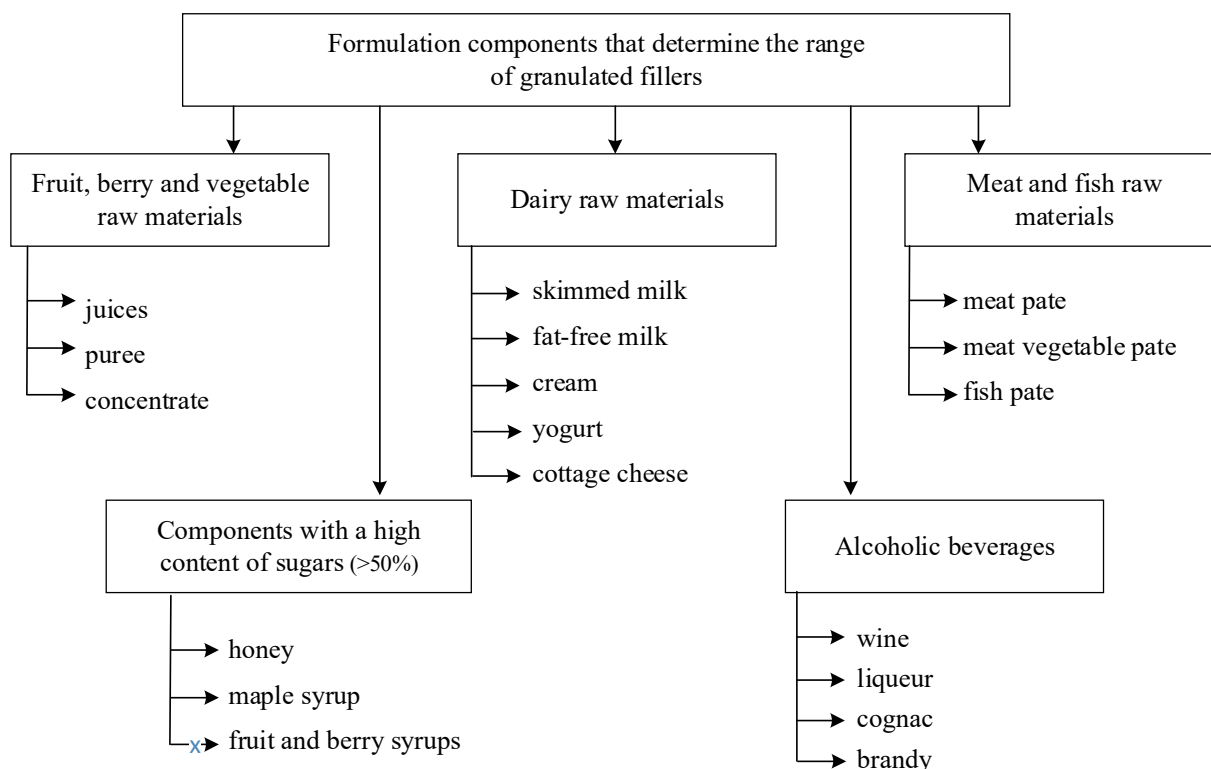 Formulation components that determine the range
of granulated fillers
Fruit, berry and vegetable
raw materials
Dairy raw materials
Meat and fish raw
materials
juices
puree
concentrate
skimmed milk
fat-free milk
cream
yogurt
cottage cheese
meat pate
meat vegetable pate
fish pate
Components with a high
content of sugars (>50%)
Alcoholic beverages
honey
maple syrup
x
fruit and berry syrups
wine
liqueur
cognac
brandy